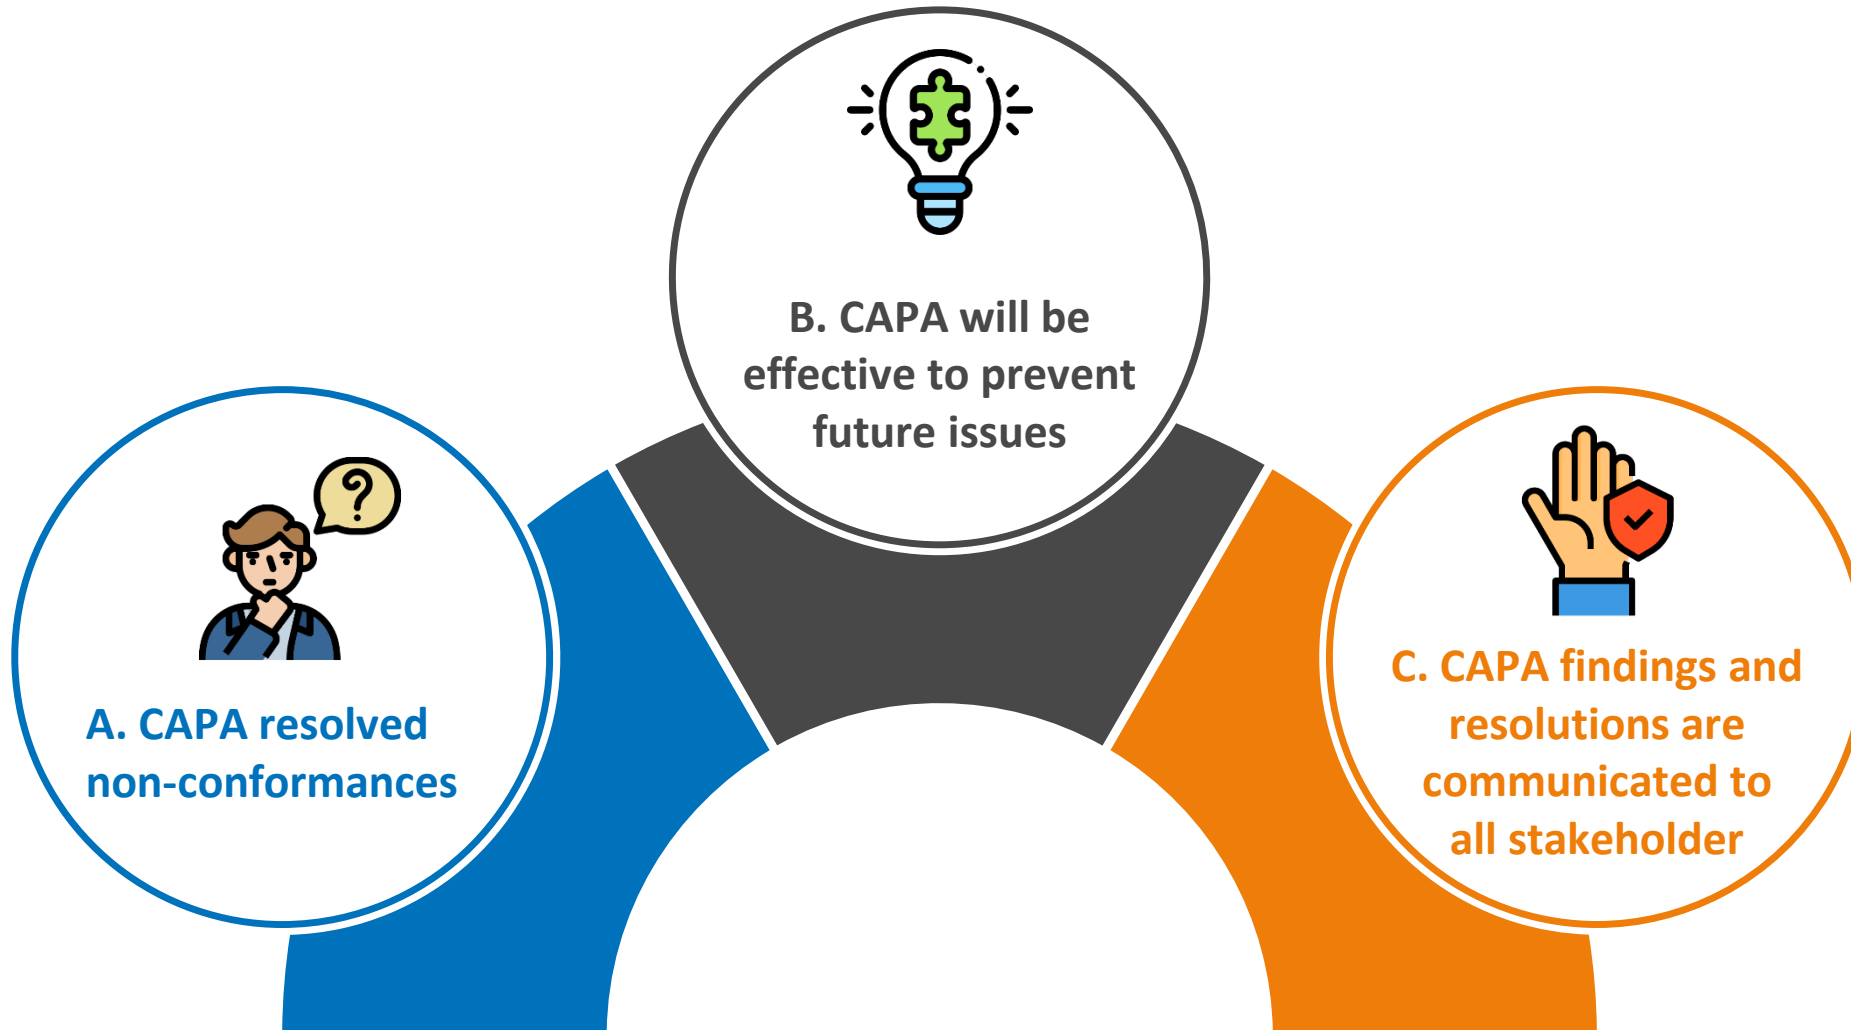 B. CAPA will be
effective to prevent
future issues
A. CAPA resolved
non-conformances
C. CAPA findings and
resolutions are
communicated to
all stakeholder
?